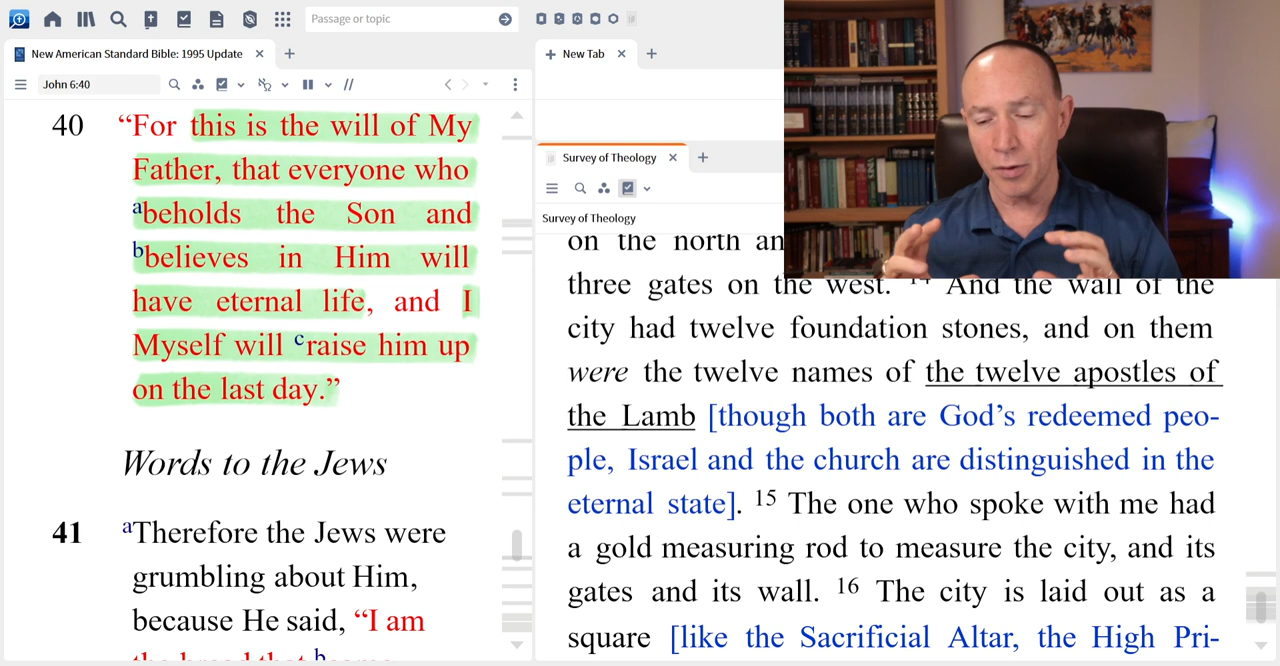 Passage or topic
New American Standard Bible: 1995 Update
John 6:40
40 “For this is the will of My
Father, that everyone who
ᵃbeholds the Son and
ᵇbelieves in Him will
have eternal life, and I
Myself will ᶜraise him up
on the last day.”
Words to the Jews
41 ᵃTherefore the Jews were
grumbling about Him,
because He said, “I am
the bread that
New Tab
Survey of Theology
Survey of Theology
on the north an
three gates on the west. ¹⁴ And the wall of the
city had twelve foundation stones, and on them
were the twelve names of the twelve apostles of
the Lamb [though both are God’s redeemed peo-
ple, Israel and the church are distinguished in the
eternal state]. ¹⁵ The one who spoke with me had
a gold measuring rod to measure the city, and its
gates and its wall. ¹⁶ The city is laid out as a
square [like the Sacrificial Altar, the High Pri-